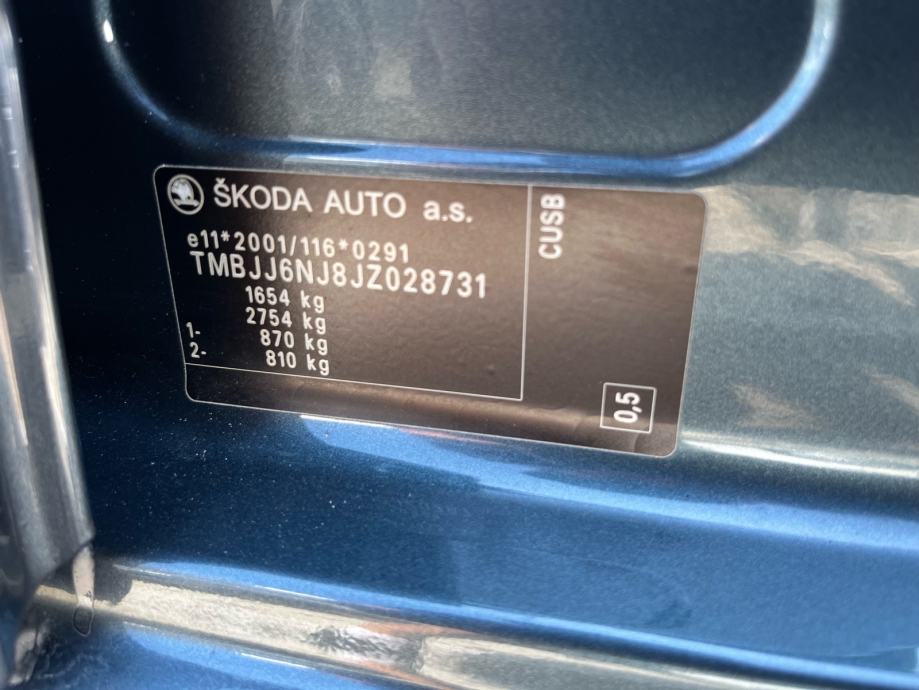 ŠKODA AUTO a.s.
e11*2001/116*0291
TMBJJ6NJ8JZ028731
1654 kg
2754 kg
1- 870 kg
2- 810 kg
CUSB
0,5